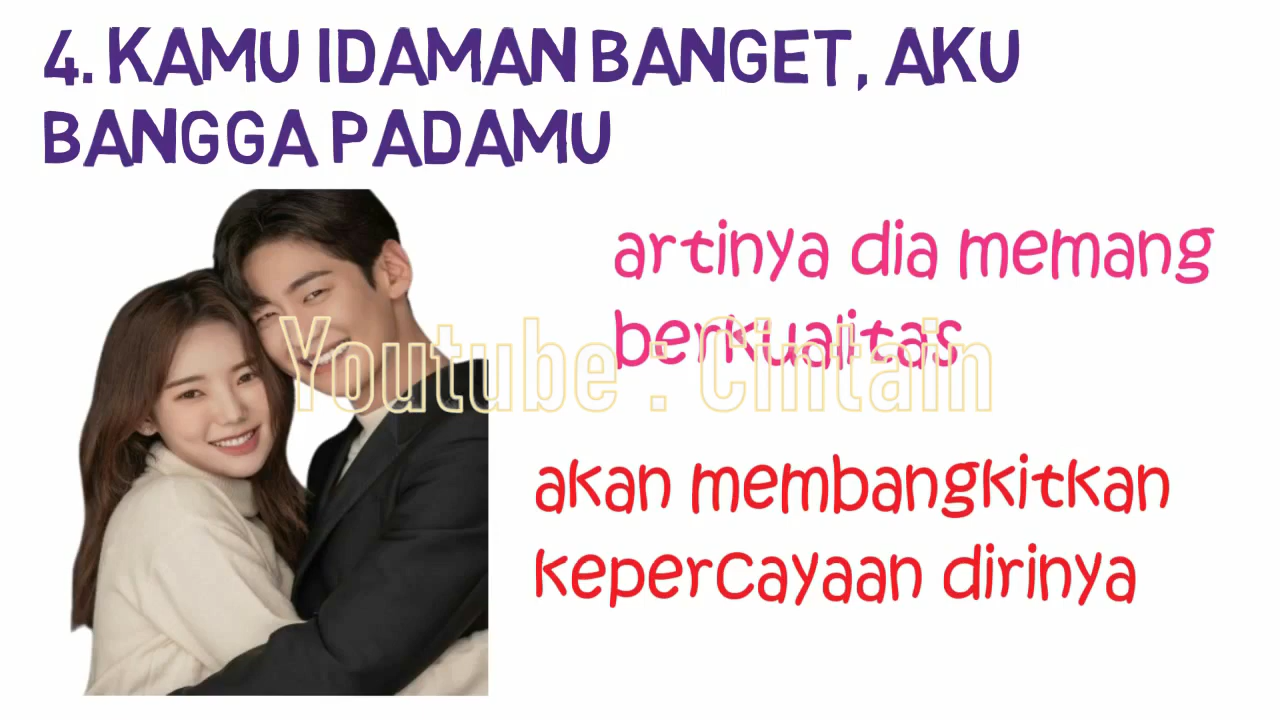 4. KAMU IDAMAN BANGET, AKU
BANGGA PADAMU
artinya dia memang
berkualitas
Youtube : Cintain
akan membangkitkan
kepercayaan dirinya